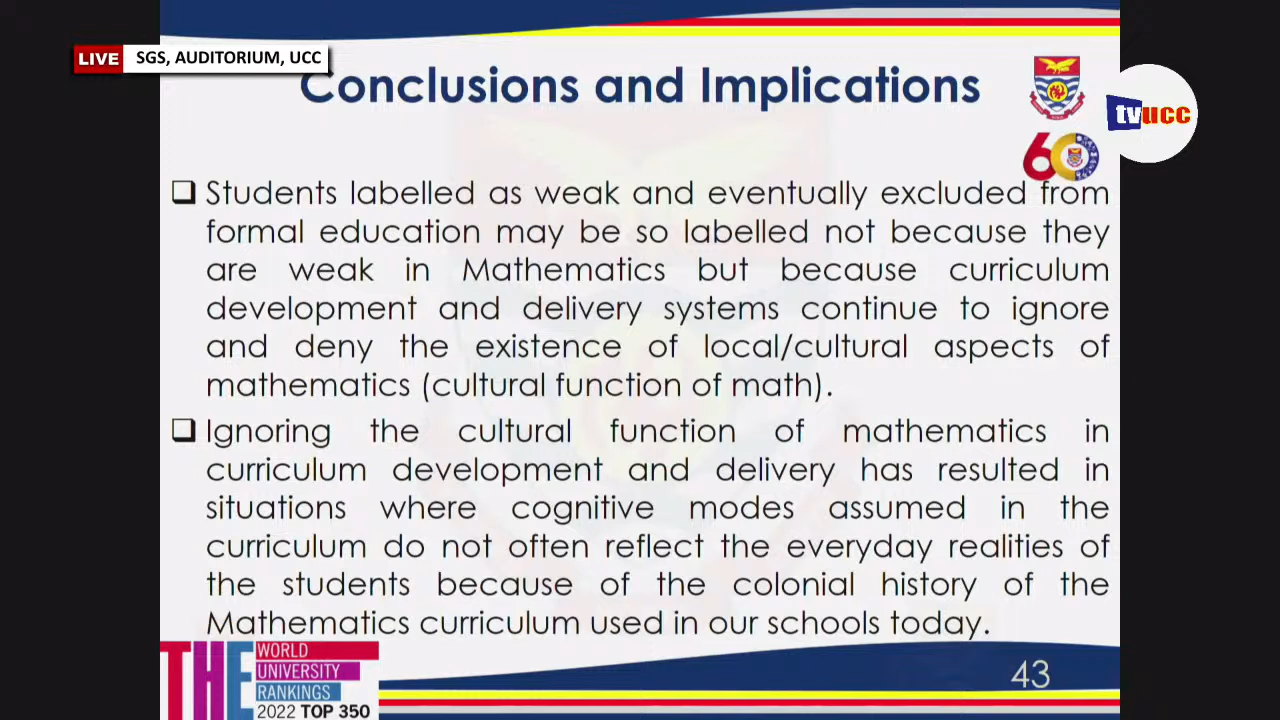 LIVE SGS, AUDITORIUM, UCC
Conclusions and Implications
tvucc
60
❑ Students labelled as weak and eventually excluded from
formal education may be so labelled not because they
are weak in Mathematics but because curriculum
development and delivery systems continue to ignore
and deny the existence of local/cultural aspects of
mathematics (cultural function of math).
❑ Ignoring the cultural function of mathematics in
curriculum development and delivery has resulted in
situations where cognitive modes assumed in the
curriculum do not often reflect the everyday realities of
the students because of the colonial history of the
Mathematics curriculum used in our schools today.
THE
WORLD
UNIVERSITY
RANKINGS
2022 TOP 350
43